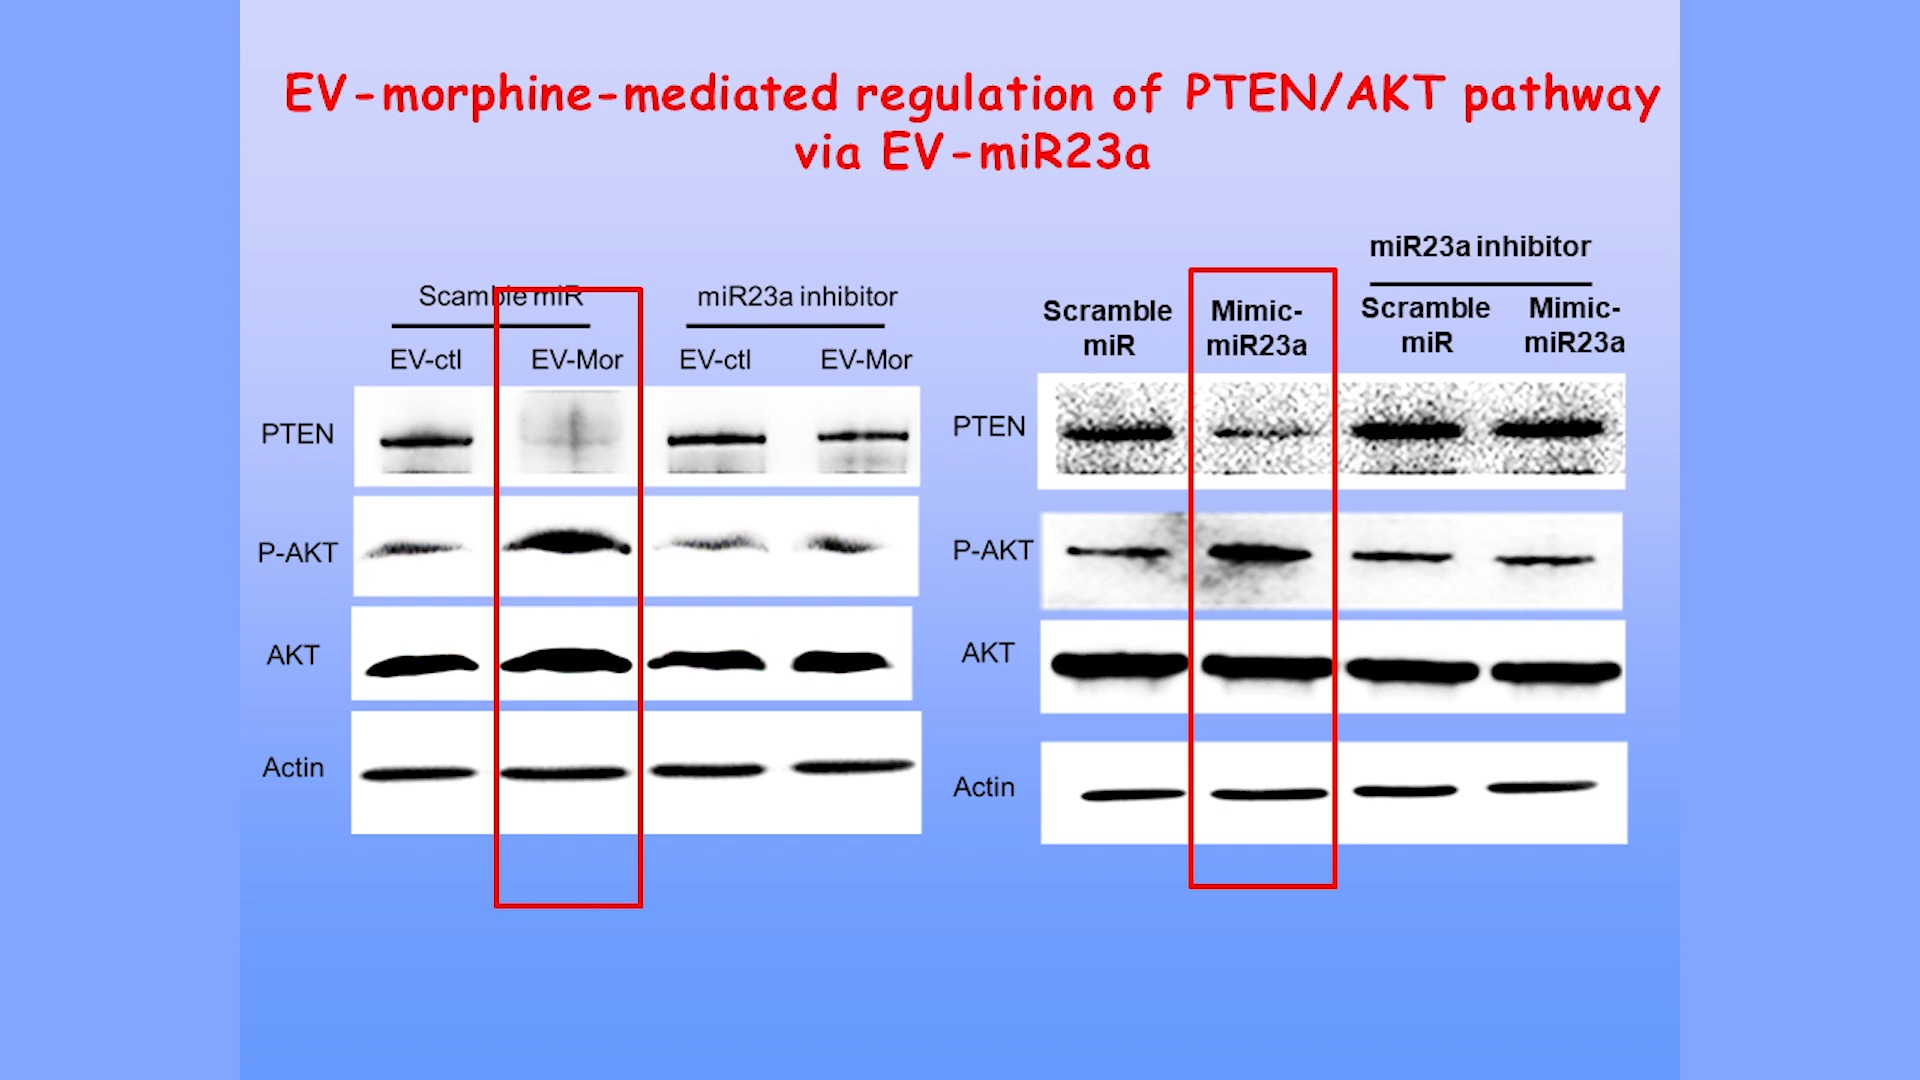 EV-morphine-mediated regulation of PTEN/AKT pathway
via EV-miR23a
Scamble miR
miR23a inhibitor
EV-ctl
EV-Mor
EV-ctl
EV-Mor
PTEN
P-AKT
AKT
Actin
miR23a inhibitor
Scramble
miR
Mimic-
miR23a
Scramble
miR
Mimic-
miR23a
PTEN
P-AKT
AKT
Actin